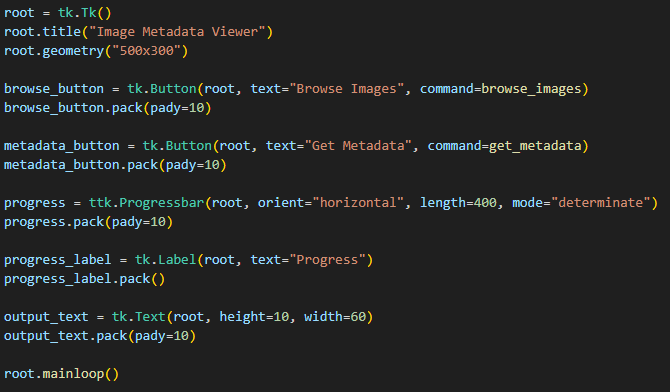 root = tk.Tk()
root.title("Image Metadata Viewer")
root.geometry("500x300")
browse_button = tk.Button(root, text="Browse Images", command=browse_images)
browse_button.pack(pady=10)
metadata_button = tk.Button(root, text="Get Metadata", command=get_metadata)
metadata_button.pack(pady=10)
progress = ttk.Progressbar(root, orient="horizontal", length=400, mode="determinate")
progress.pack(pady=10)
progress_label = tk.Label(root, text="Progress")
progress_label.pack()
output_text = tk.Text(root, height=10, width=60)
output_text.pack(pady=10)
root.mainloop()